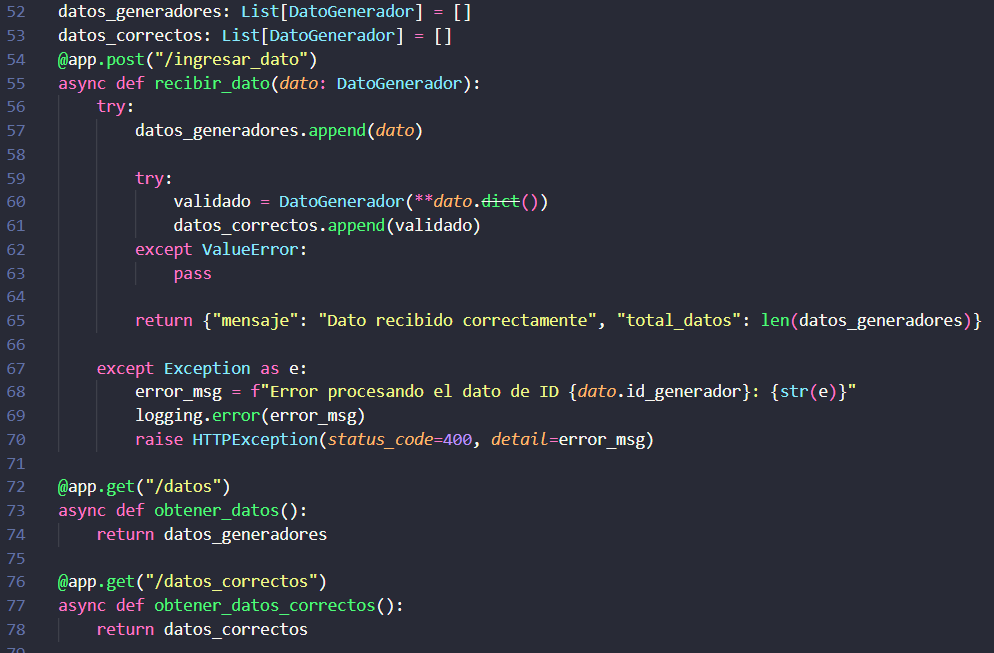 52 datos_generadores: List[DatoGenerador] = []
53 datos_correctos: List[DatoGenerador] = []
54 @app.post("/ingresar_dato")
55 async def recibir_dato(dato: DatoGenerador):
56     try:
57         datos_generadores.append(dato)
58
59         try:
60             validado = DatoGenerador(**dato.dict())
61             datos_correctos.append(validado)
62         except ValueError:
63             pass
64
65         return {"mensaje": "Dato recibido correctamente", "total_datos": len(datos_generadores)}
66
67     except Exception as e:
68         error_msg = f"Error procesando el dato de ID {dato.id_generador}: {str(e)}"
69         logging.error(error_msg)
70         raise HTTPException(status_code=400, detail=error_msg)
71
72 @app.get("/datos")
73 async def obtener_datos():
74     return datos_generadores
75
76 @app.get("/datos_correctos")
77 async def obtener_datos_correctos():
78     return datos_correctos
79